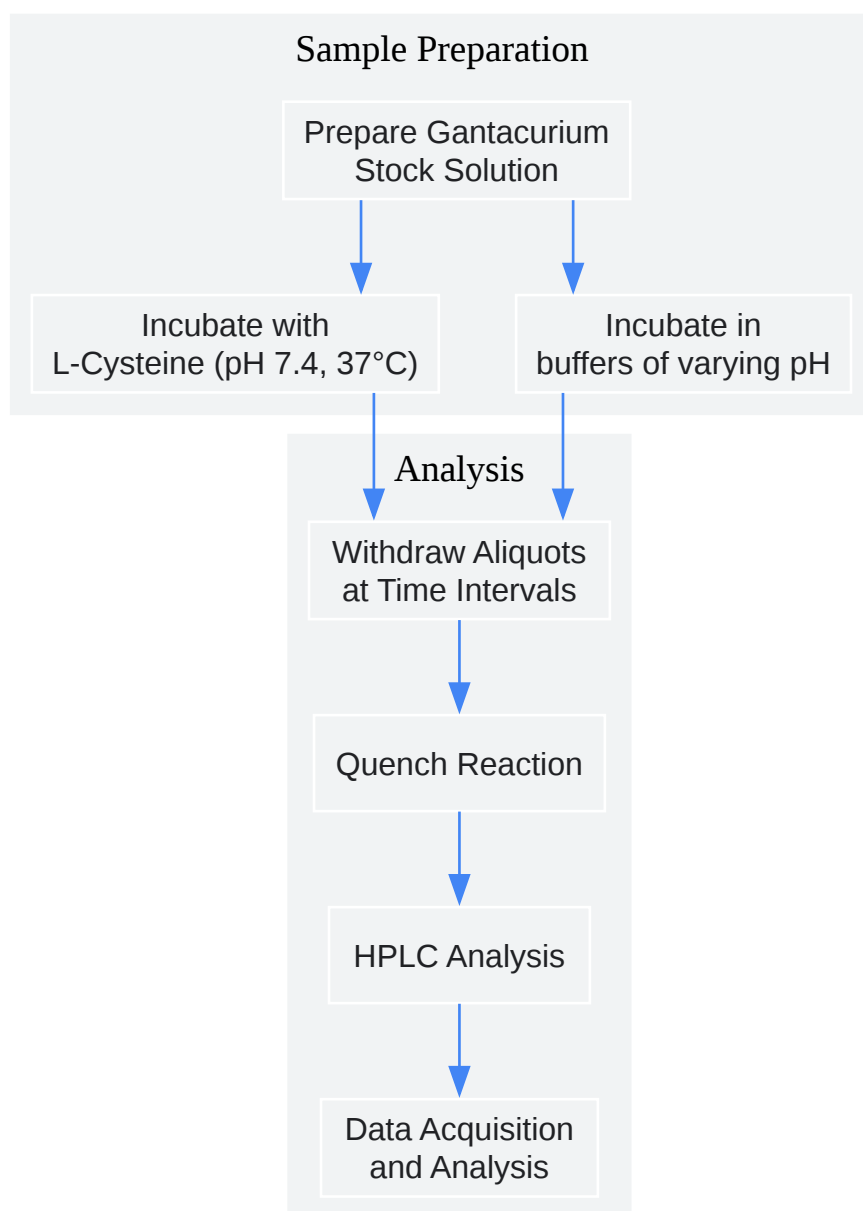 Sample Preparation
Prepare Gantacurium
Stock Solution
Incubate with
L-Cysteine (pH 7.4, 37°C)
Incubate in
buffers of varying pH
Analysis
Withdraw Aliquots
at Time Intervals
Quench Reaction
HPLC Analysis
Data Acquisition
and Analysis